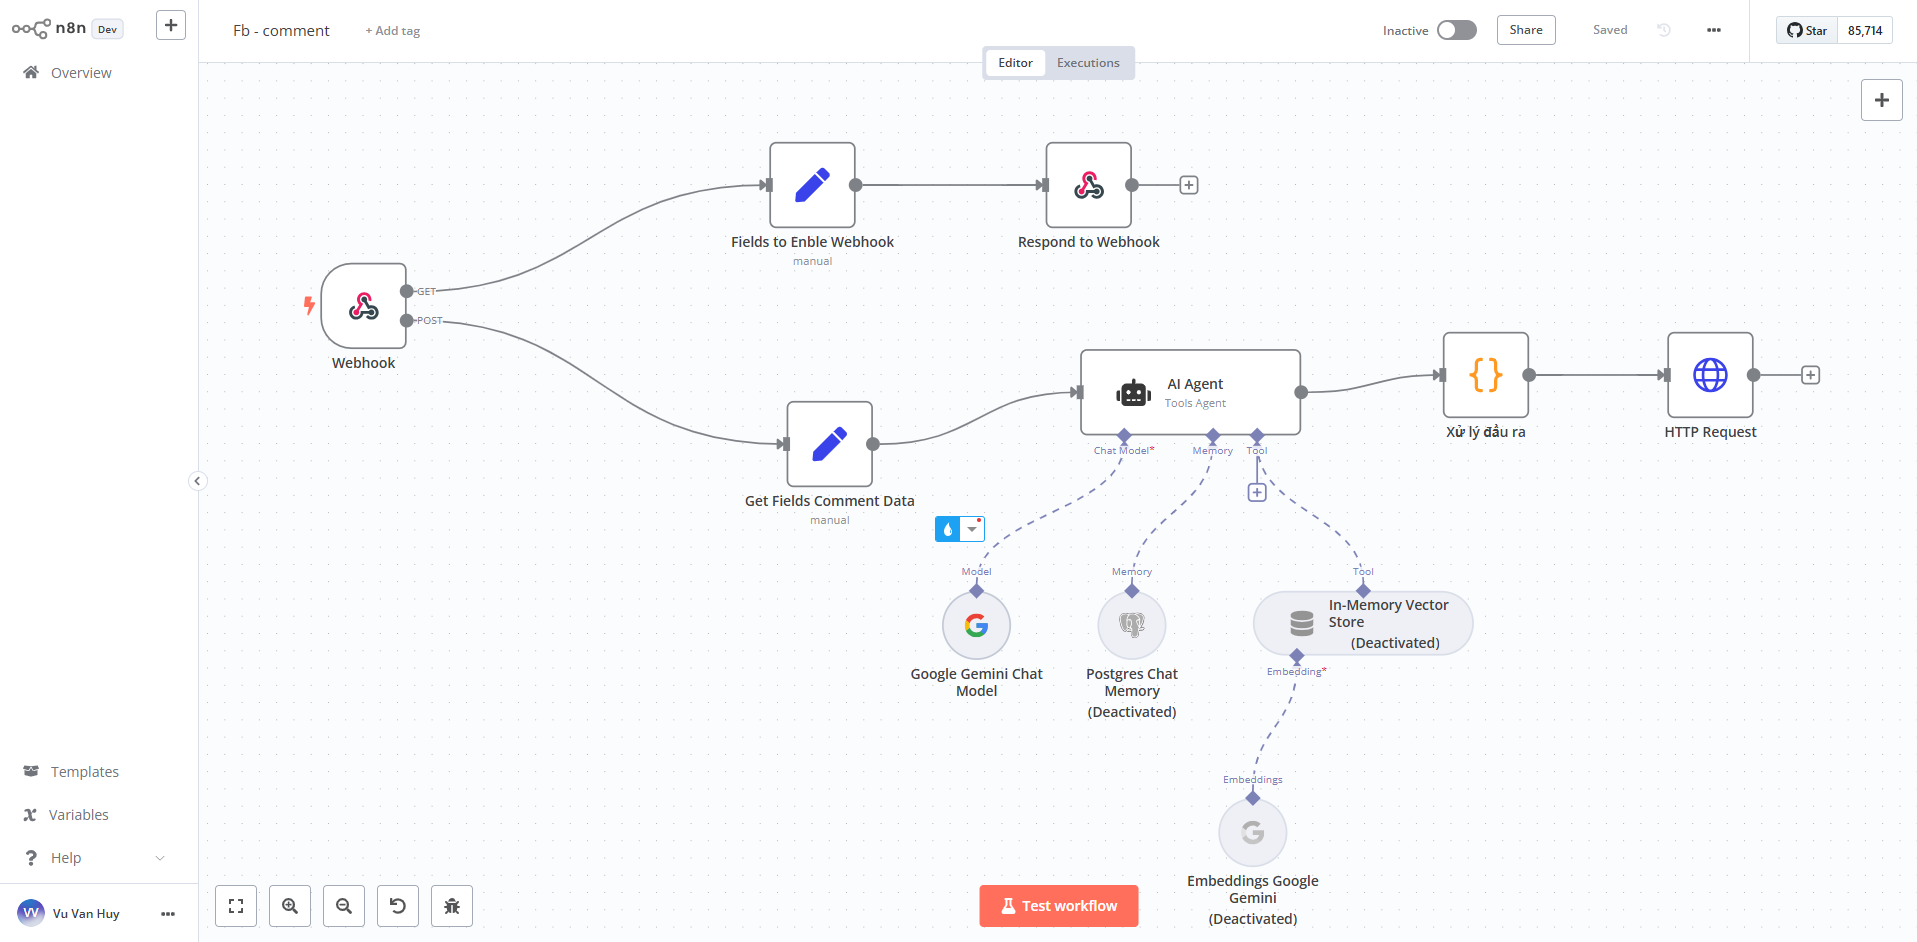 n8n
Dev
Fb - comment
+ Add tag
Inactive
Share
Saved
Star
85,714
Overview
Editor
Executions
Fields to Enble Webhook
manual
Respond to Webhook
GET
POST
Webhook
AI Agent
Tools Agent
Xử lý đầu ra
HTTP Request
Chat Model*
Memory
Tool
Get Fields Comment Data
manual
Model
Memory
Tool
In-Memory Vector
Store
(Deactivated)
Google Gemini Chat
Model
Postgres Chat
Memory
(Deactivated)
Embedding*
Embeddings
Embeddings Google
Gemini
(Deactivated)
Templates
Variables
Help
VV
Vu Van Huy
Test workflow